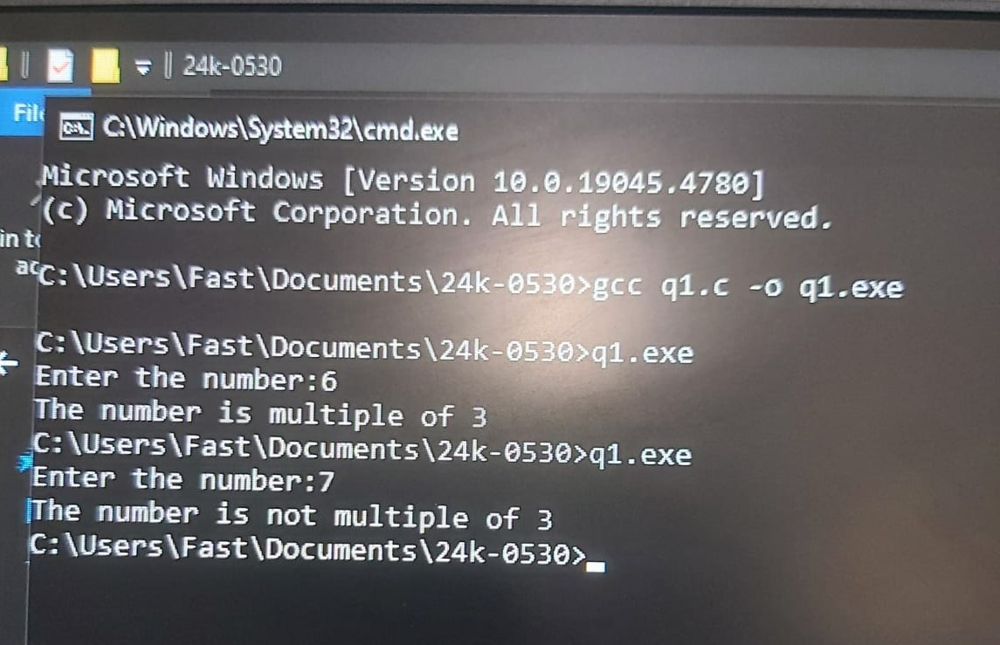 24k-0530
File
C:\Windows\System32\cmd.exe
Microsoft Windows [Version 10.0.19045.4780]
(c) Microsoft Corporation. All rights reserved.
in to
C:\Users\Fast\Documents\24k-0530>gcc q1.c -o q1.exe
C:\Users\Fast\Documents\24k-0530>q1.exe
Enter the number:6
The number is multiple of 3
C:\Users\Fast\Documents\24k-0530>q1.exe
Enter the number:7
The number is not multiple of 3
C:\Users\Fast\Documents\24k-0530>